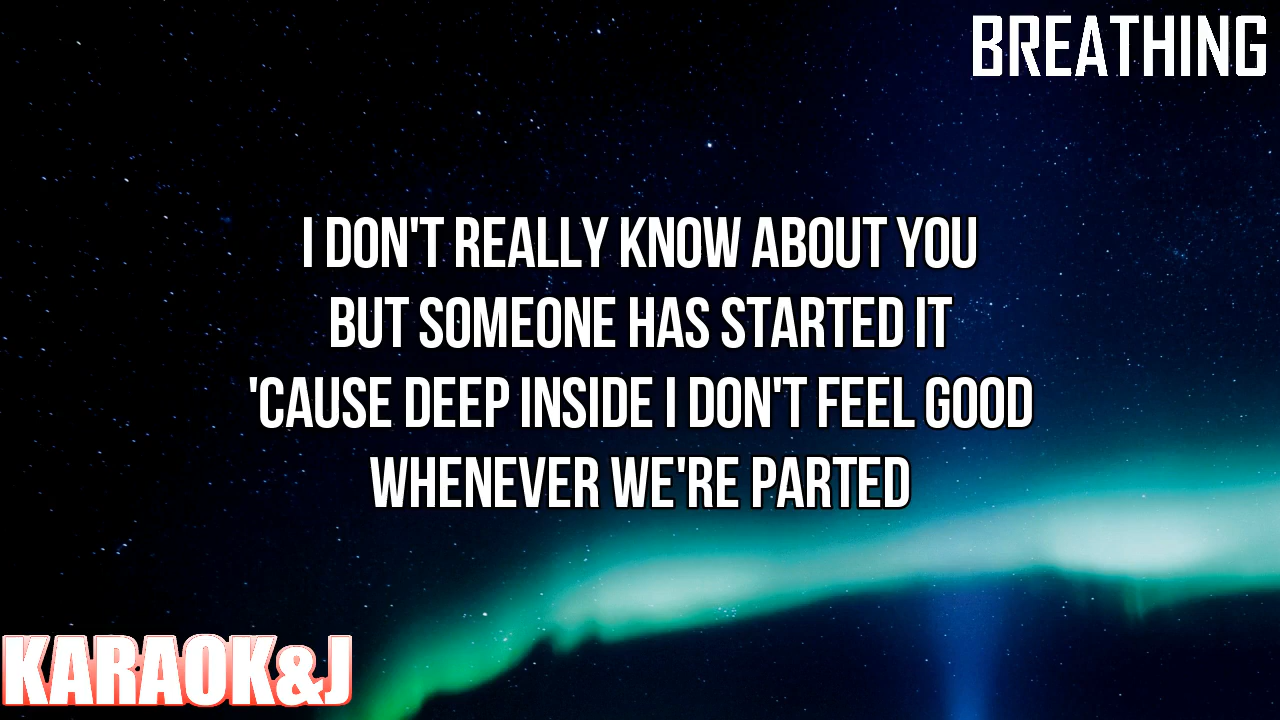 BREATHING
I DON'T REALLY KNOW ABOUT YOU
BUT SOMEONE HAS STARTED IT
'CAUSE DEEP INSIDE I DON'T FEEL GOOD
WHENEVER WE'RE PARTED
KARAOK&J